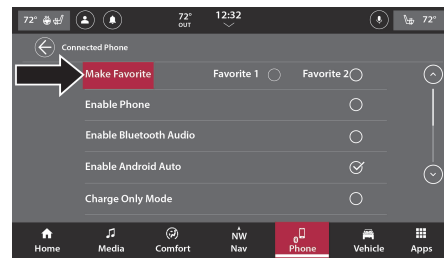 72° 72° OUT 12:32 72°
Connected Phone
Make Favorite Favorite 1 Favorite 2
Enable Phone
Enable Bluetooth Audio
Enable Android Auto
Charge Only Mode
NW
0
Home Media Comfort Nav Phone Vehicle Apps